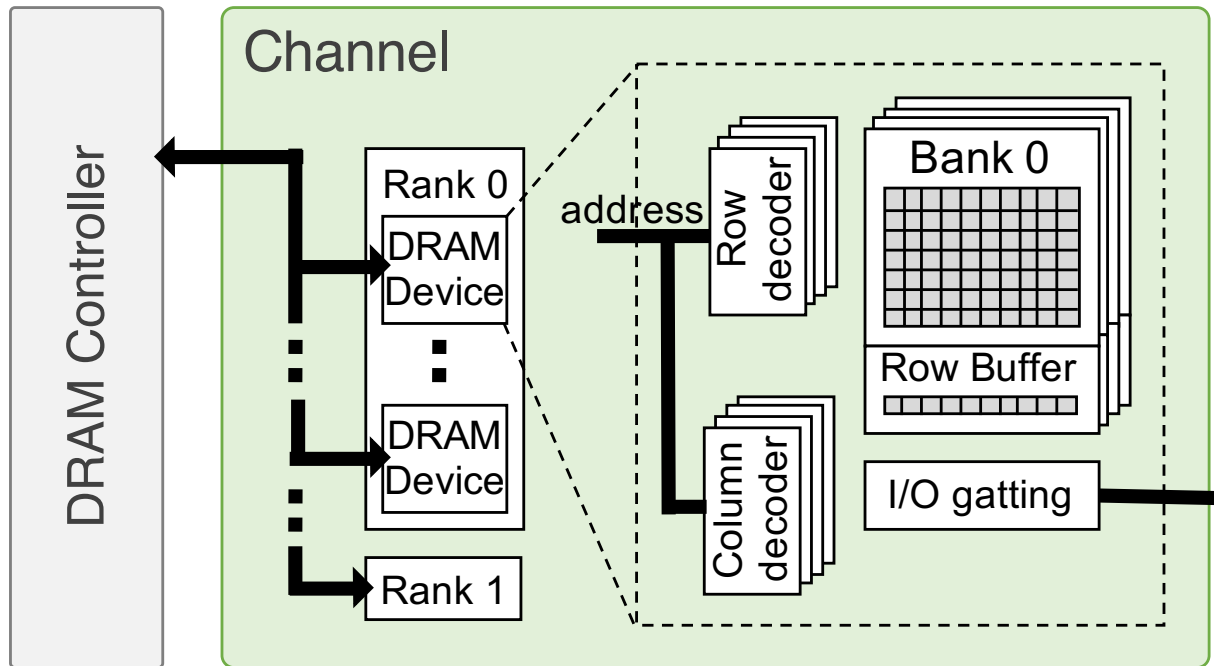 DRAM Controller
Channel
Rank 0
DRAM
Device
DRAM
Device
Rank 1
address
Row
decoder
Column
decoder
Bank 0
Row Buffer
I/O gatting